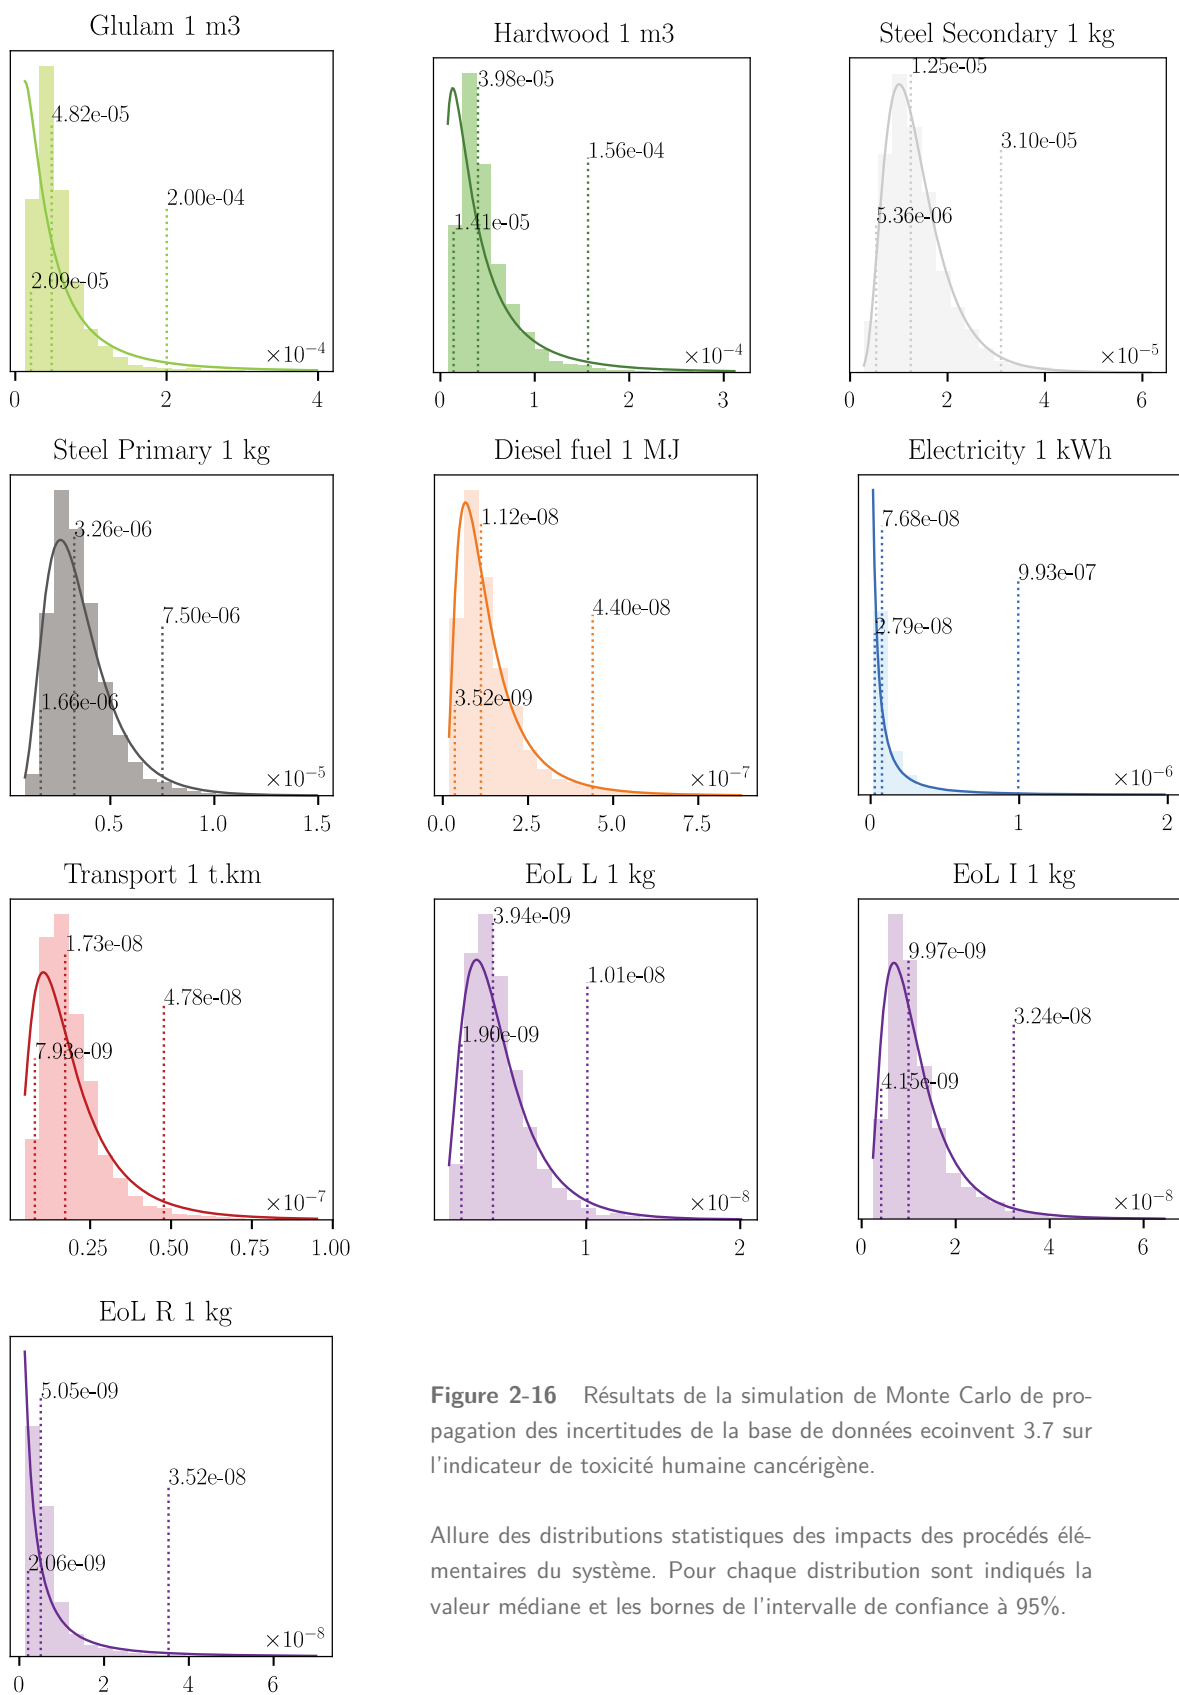 Glulam 1 m3
4.82e-05
2.00e-04
2.09e-05
×10−4
0 2 4
Hardwood 1 m3
3.98e-05
1.56e-04
1.41e-05
×10−4
0 1 2 3
Steel Secondary 1 kg
1.25e-05
3.10e-05
5.36e-06
×10−5
0 2 4 6
Steel Primary 1 kg
3.26e-06
7.50e-06
1.66e-06
×10−5
0.5 1.0 1.5
Diesel fuel 1 MJ
1.12e-08
4.40e-08
3.52e-09
×10−7
0.0 2.5 5.0 7.5
Electricity 1 kWh
7.68e-08
9.93e-07
2.79e-08
×10−6
0 1 2
Transport 1 t.km
1.73e-08
4.78e-08
7.93e-09
×10−7
0.25 0.50 0.75 1.00
EoL L 1 kg
3.94e-09
1.01e-08
1.90e-09
×10−8
1 2
EoL I 1 kg
9.97e-09
3.24e-08
4.15e-09
×10−8
0 2 4 6
EoL R 1 kg
5.05e-09
3.52e-08
2.06e-09
×10−8
0 2 4 6
Figure 2-16 Résultats de la simulation de Monte Carlo de pro-
pagation des incertitudes de la base de données ecoinvent 3.7 sur
l'indicateur de toxicité humaine cancérigène.
Allure des distributions statistiques des impacts des procédés élé-
mentaires du système. Pour chaque distribution sont indiqués la
valeur médiane et les bornes de l'intervalle de confiance à 95%.